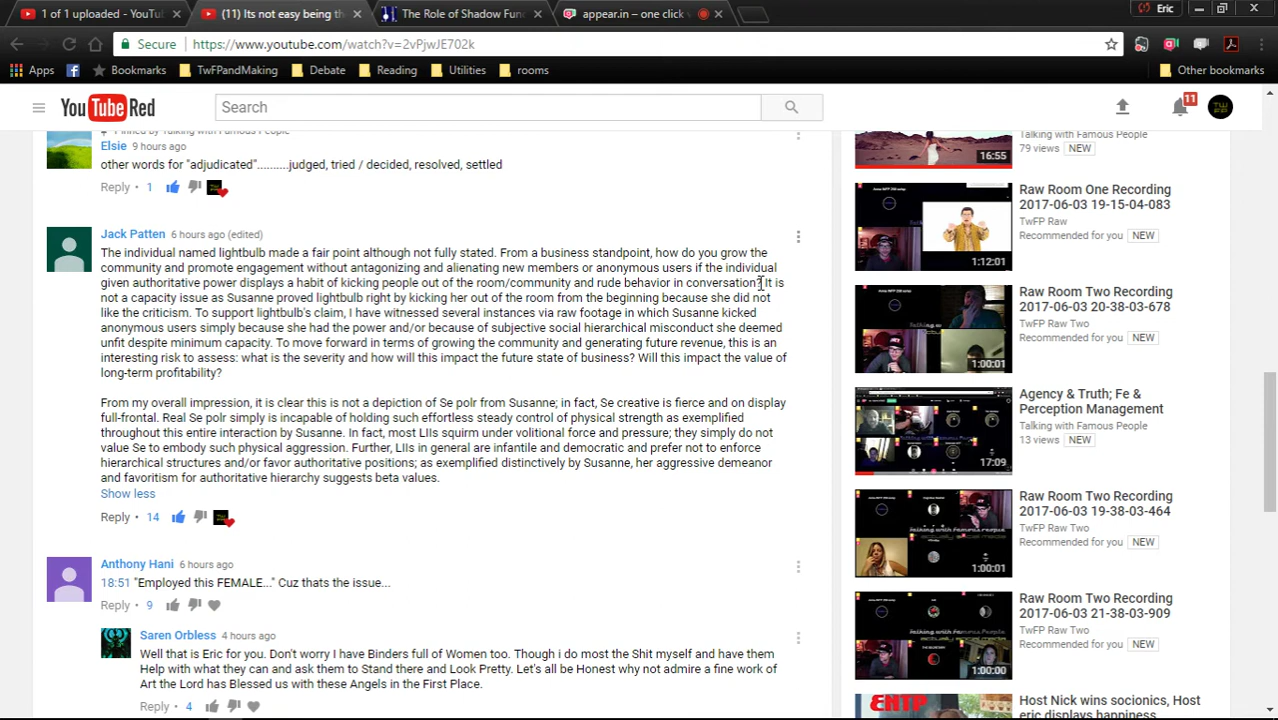 1 of 1 uploaded - YouTu
(11) Its not easy being th
The Role of Shadow Fun
appear.in – one click v
Eric
Secure
https://www.youtube.com/watch?v=2vPjwJE702k
Apps
Bookmarks
TwFPandMaking
Debate
Reading
Utilities
rooms
Other bookmarks
YouTube Red
Search
11
Pinned by Talking with Famous People
Elsie 9 hours ago
other words for "adjudicated"..........judged, tried / decided, resolved, settled
Reply • 1
Jack Patten 6 hours ago (edited)
The individual named lightbulb made a fair point although not fully stated. From a business standpoint, how do you grow the
community and promote engagement without antagonizing and alienating new members or anonymous users if the individual
given authoritative power displays a habit of kicking people out of the room/community and rude behavior in conversation? It is
not a capacity issue as Susanne proved lightbulb right by kicking her out of the room from the beginning because she did not
like the criticism. To support lightbulb's claim, I have witnessed several instances via raw footage in which Susanne kicked
anonymous users simply because she had the power and/or because of subjective social hierarchical misconduct she deemed
unfit despite minimum capacity. To move forward in terms of growing the community and generating future revenue, this is an
interesting risk to assess: what is the severity and how will this impact the future state of business? Will this impact the value of
long-term profitability?
From my overall impression, it is clear this is not a depiction of Se polr from Susanne; in fact, Se creative is fierce and on display
full-frontal. Real Se polrs are incapable of holding such effortless control of physical strength as exemplified
throughout this entire interaction by Susanne. In fact, most LIIs squirm under volitional force and pressure; they simply do not
value Se to embody such physical aggression. Further, LIIs in general are infantile and democratic and prefer not to enforce
hierarchical structures and/or favor authoritative positions; as exemplified distinctively by Susanne, her aggressive demeanor
and favoritism for authoritative hierarchy suggests beta values.
Show less
Reply • 14
Anthony Hani 6 hours ago
18:51 "Employed this FEMALE..." Cuz thats the issue...
Reply • 9
Saren Orbless 4 hours ago
Well that is Eric for you. Don't worry I have Binders full of Women too. Though i do most the Shit myself and have them
Help with what they can and ask them to Stand there and Look Pretty. Let's all be Honest why not admire a fine work of
Art the Lord has Blessed us with these Angels in the First Place.
Reply • 4
16:55
Talking with Famous People
79 views NEW
1:12:01
Raw Room One Recording
2017-06-03 19-15-04-083
TwFP Raw
Recommended for you NEW
1:00:01
Raw Room Two Recording
2017-06-03 20-38-03-678
TwFP Raw Two
Recommended for you NEW
17:09
Agency & Truth; Fe &
Perception Management
Talking with Famous People
13 views NEW
1:00:01
Raw Room Two Recording
2017-06-03 19-38-03-464
TwFP Raw Two
Recommended for you NEW
1:00:00
Raw Room Two Recording
2017-06-03 21-38-03-909
TwFP Raw Two
Recommended for you NEW
ENTP
Host Nick wins socionics, Host
eric displays happiness